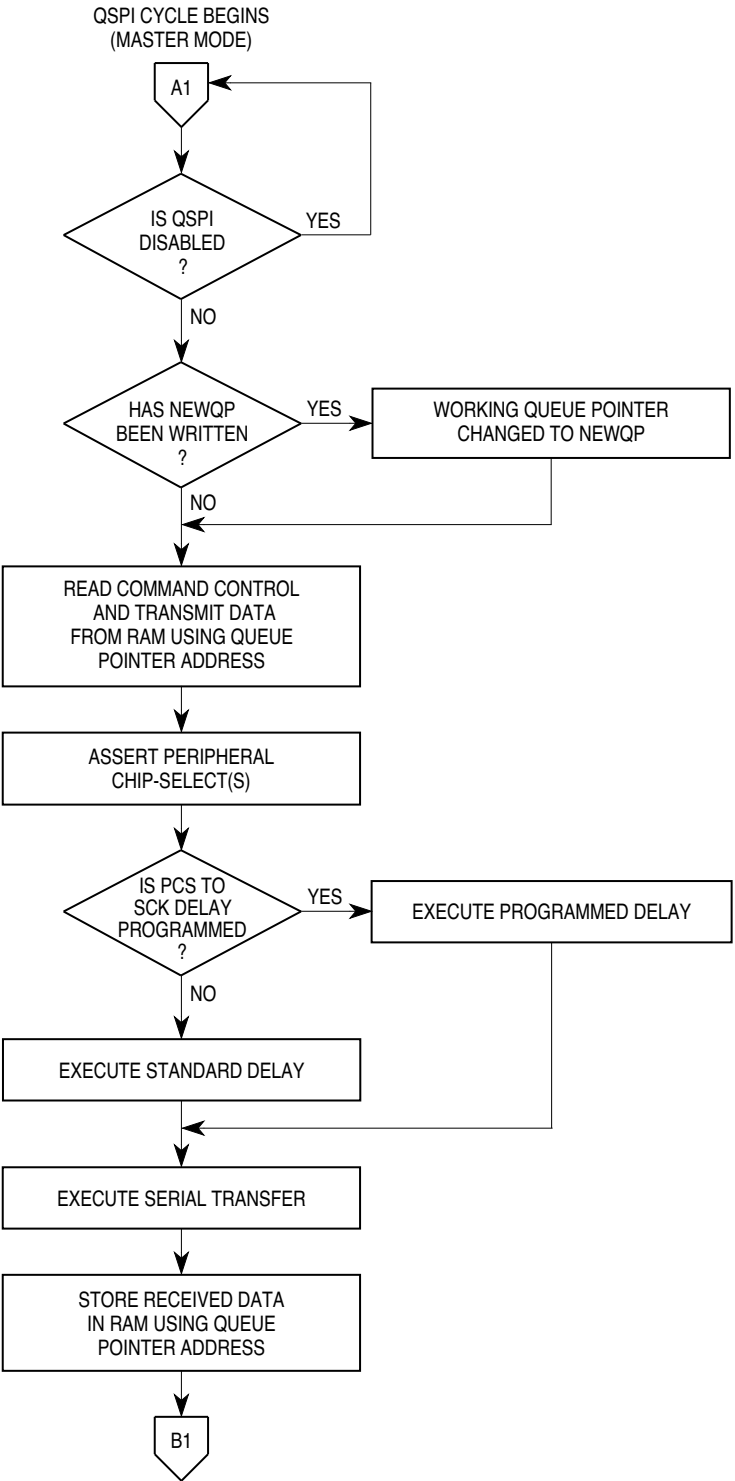 QSPI CYCLE BEGINS
(MASTER MODE)
A1
IS QSPI
DISABLED
?
YES
NO
HAS NEWQP
BEEN WRITTEN
?
YES
WORKING QUEUE POINTER
CHANGED TO NEWQP
NO
READ COMMAND CONTROL
AND TRANSMIT DATA
FROM RAM USING QUEUE
POINTER ADDRESS
ASSERT PERIPHERAL
CHIP-SELECT(S)
IS PCS TO
SCK DELAY
PROGRAMMED
?
YES
EXECUTE PROGRAMMED DELAY
NO
EXECUTE STANDARD DELAY
EXECUTE SERIAL TRANSFER
STORE RECEIVED DATA
IN RAM USING QUEUE
POINTER ADDRESS
B1